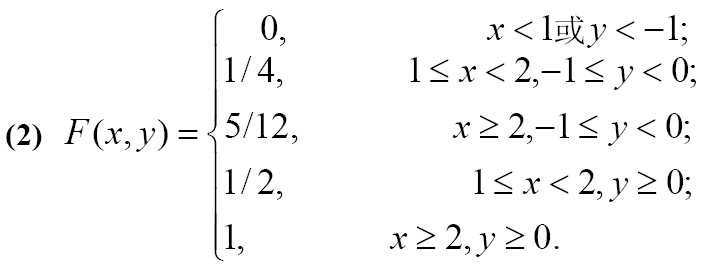 0, x < 1或y < −1;
1/ 4, 1 ≤ x < 2,−1 ≤ y < 0;
(2) F(x, y) = 5/12, x ≥ 2,−1 ≤ y < 0;
1/ 2, 1 ≤ x < 2, y ≥ 0;
1, x ≥ 2, y ≥ 0.